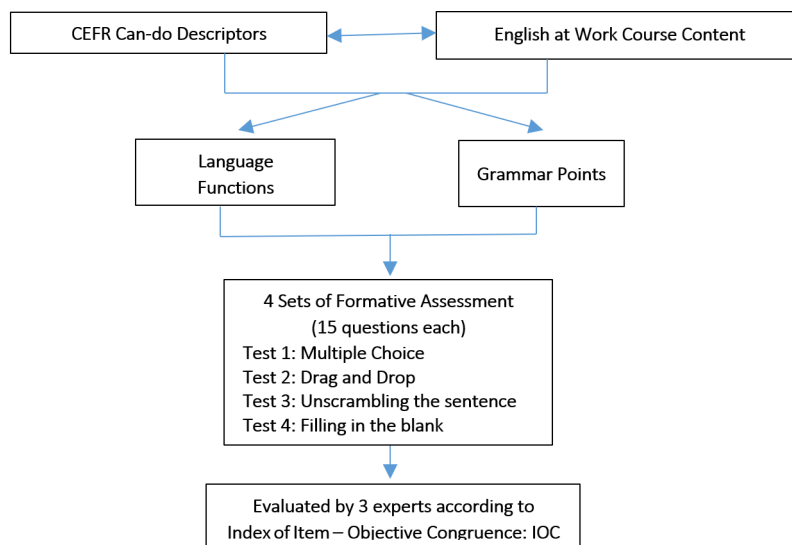 CEFR Can-do Descriptors
English at Work Course Content
Language
Functions
Grammar Points
4 Sets of Formative Assessment
(15 questions each)
Test 1: Multiple Choice
Test 2: Drag and Drop
Test 3: Unscrambling the sentence
Test 4: Filling in the blank
Evaluated by 3 experts according to
Index of Item – Objective Congruence: IOC